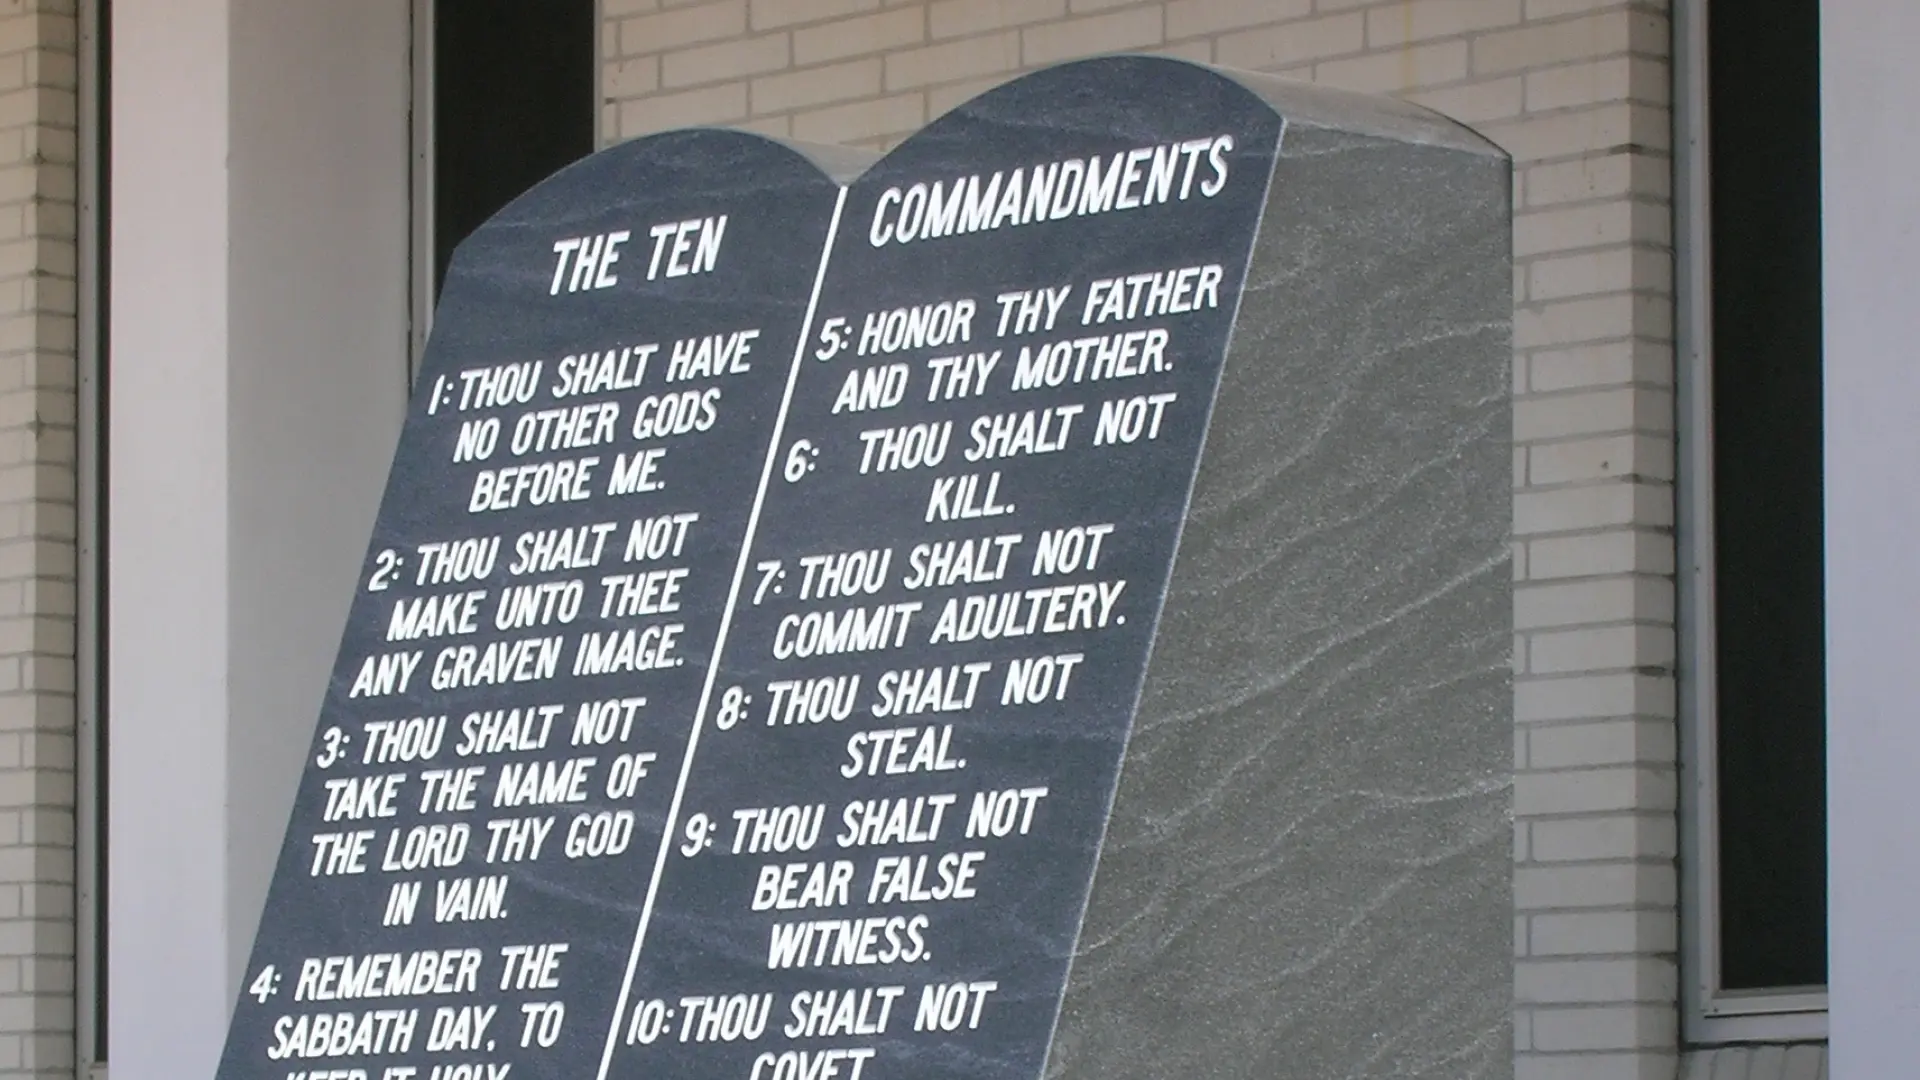 THE TEN
1: THOU SHALT HAVE
NO OTHER GODS
BEFORE ME.
2: THOU SHALT NOT
MAKE UNTO THEE
ANY GRAVEN IMAGE.
3: THOU SHALT NOT
TAKE THE NAME OF
THE LORD THY GOD
IN VAIN.
4: REMEMBER THE
SABBATH DAY, TO
KEEP IT HOLY.
COMMANDMENTS
5: HONOR THY FATHER
AND THY MOTHER.
6: THOU SHALT NOT
KILL.
7: THOU SHALT NOT
COMMIT ADULTERY.
8: THOU SHALT NOT
STEAL.
9: THOU SHALT NOT
BEAR FALSE
WITNESS.
10: THOU SHALT NOT
COVET